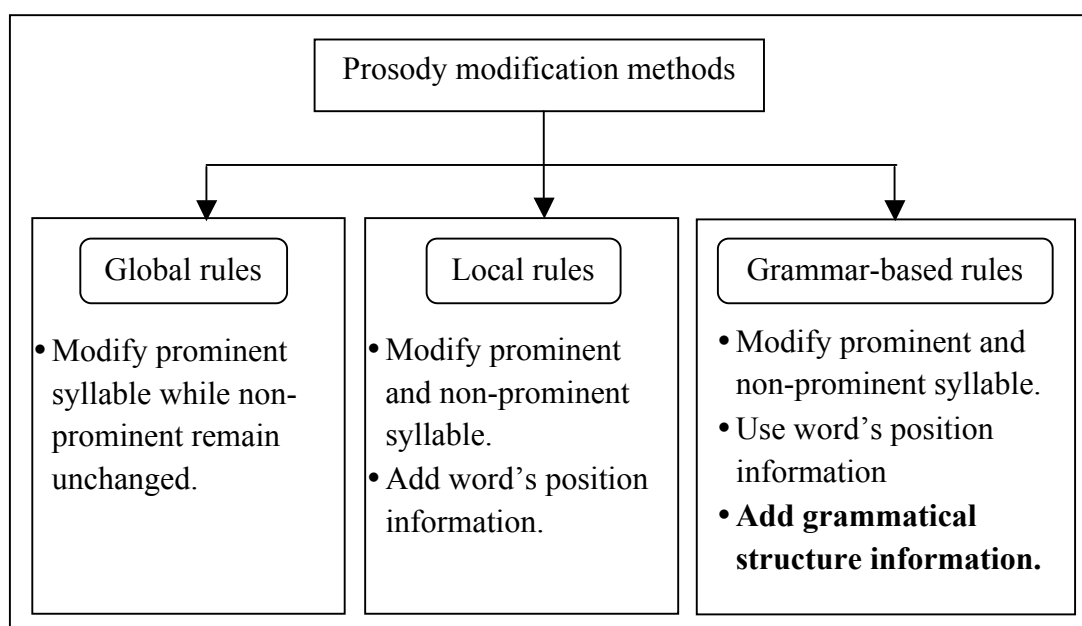 Prosody modification methods
Global rules
• Modify prominent
syllable while non-
prominent remain
unchanged.
Local rules
• Modify prominent
and non-prominent
syllable.
• Add word’s position
information.
Grammar-based rules
• Modify prominent and
non-prominent syllable.
• Use word’s position
information
• Add grammatical
structure information.